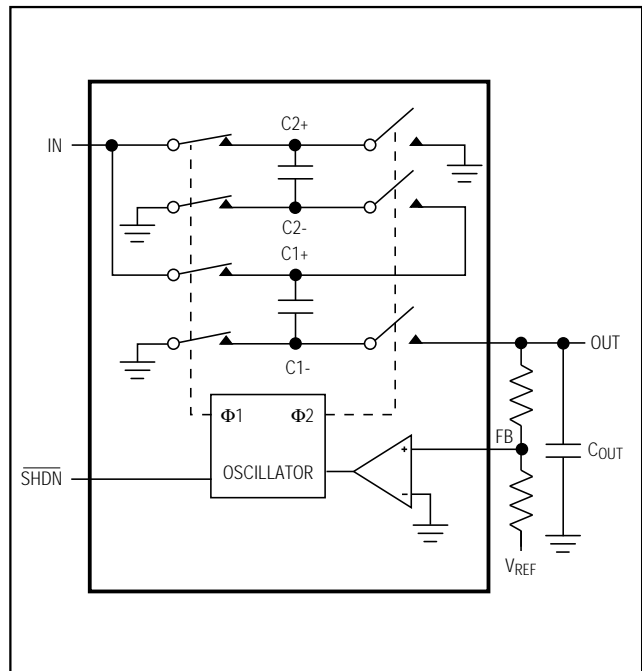 C2+
IN
C2-
C1+
OUT
C1-
Φ1 Φ2
FB
COUT
SHDN
OSCILLATOR
+
-
VREF